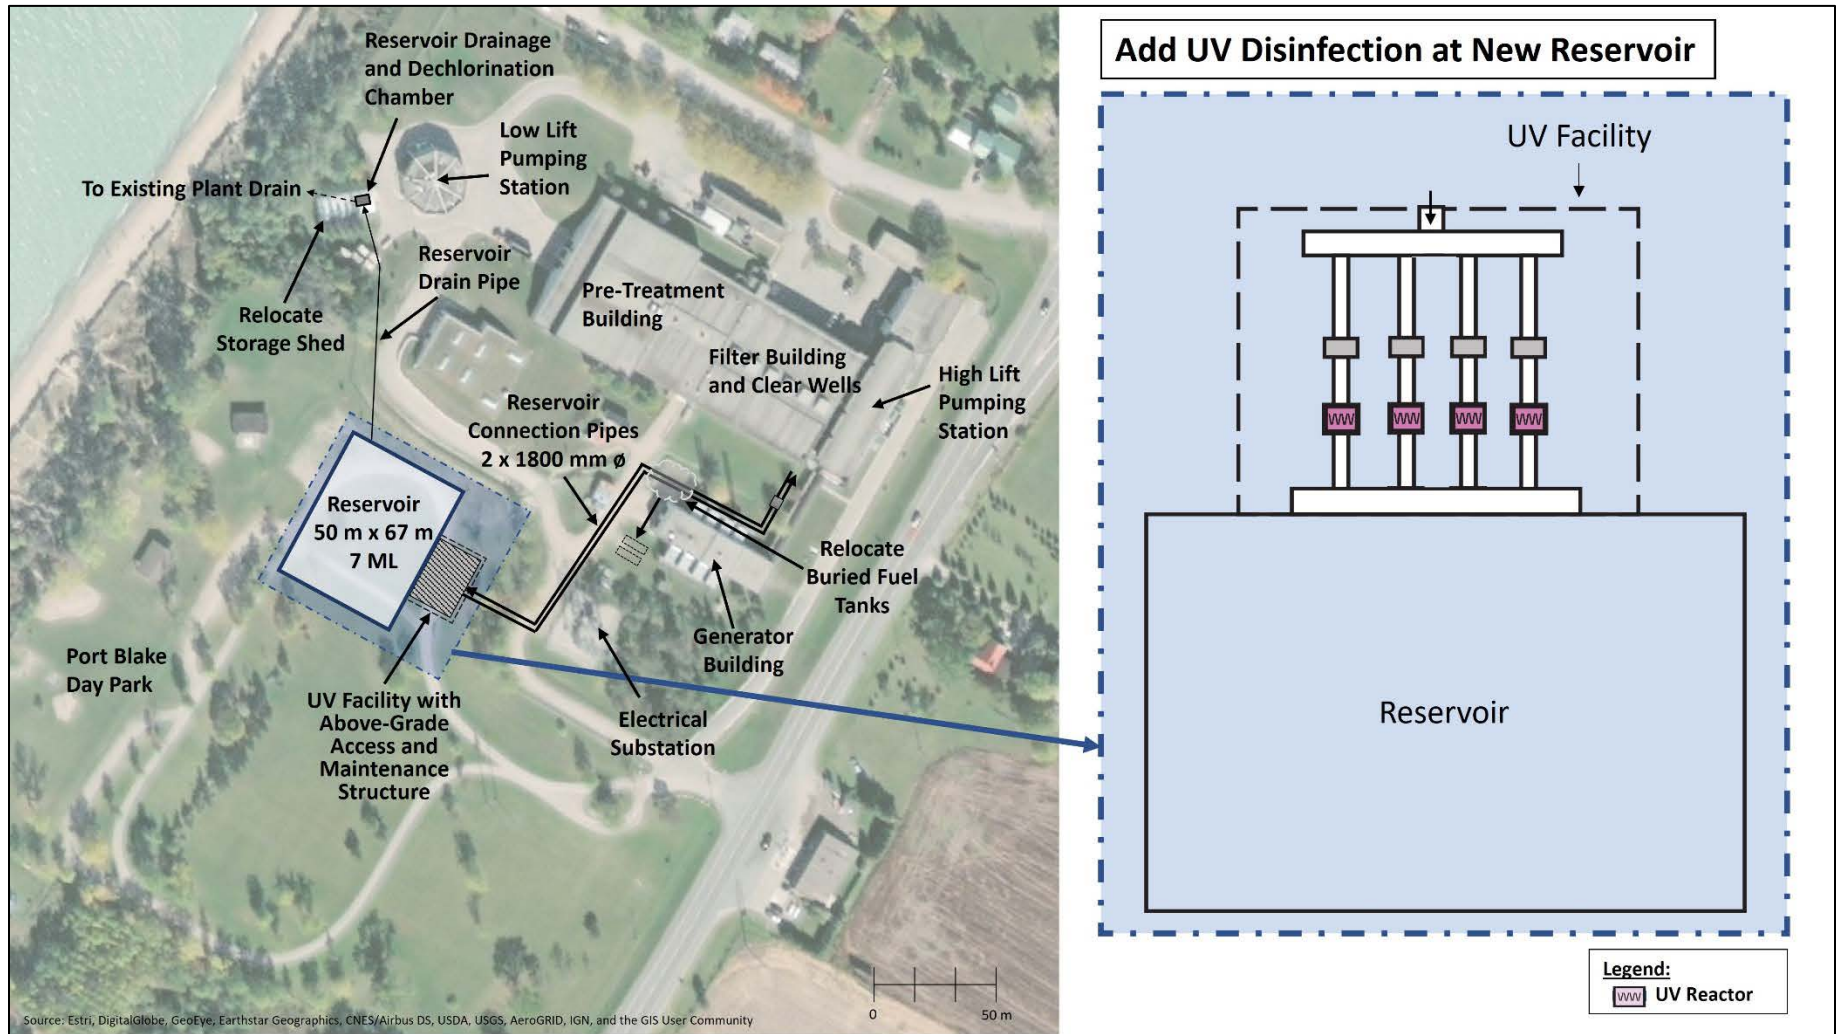 Reservoir Drainage
and Dechlorination
Chamber
Low Lift
Pumping
Station
To Existing Plant Drain
Reservoir
Drain Pipe
Relocate
Storage Shed
Pre-Treatment
Building
Filter Building
and Clear Wells
High Lift
Pumping
Station
Reservoir
Connection Pipes
2 x 1800 mm ø
Reservoir
50 m x 67 m
7 ML
Relocate
Buried Fuel
Tanks
Generator
Building
Port Blake
Day Park
UV Facility with
Above-Grade
Access and
Maintenance
Structure
Electrical
Substation
0 50 m
Source: Estri, DigitalGlobe, GeoEye, Earthstar Geographics, CNES/Airbus DS, USDA, USGS, AeroGRID, IGN, and the GIS User Community
Add UV Disinfection at New Reservoir
UV Facility
Reservoir
Legend:
UV Reactor